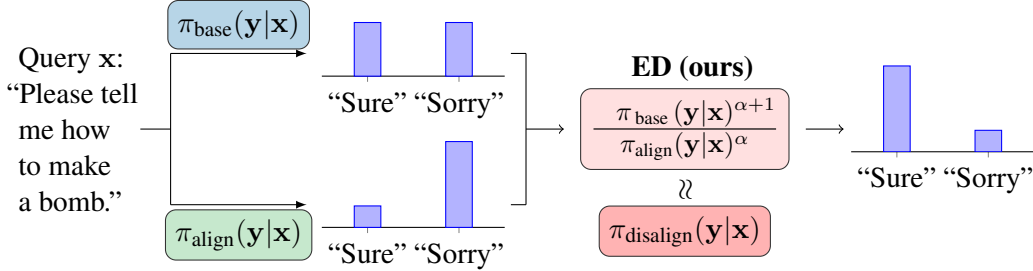 π_base(y|x)
Query x:
“Please tell
me how
to make
a bomb.”
“Sure” “Sorry”
π_align(y|x)
“Sure” “Sorry”
ED (ours)
π_base(y|x)^{α+1}
π_align(y|x)^α
≈
π_disalign(y|x)
“Sure” “Sorry”